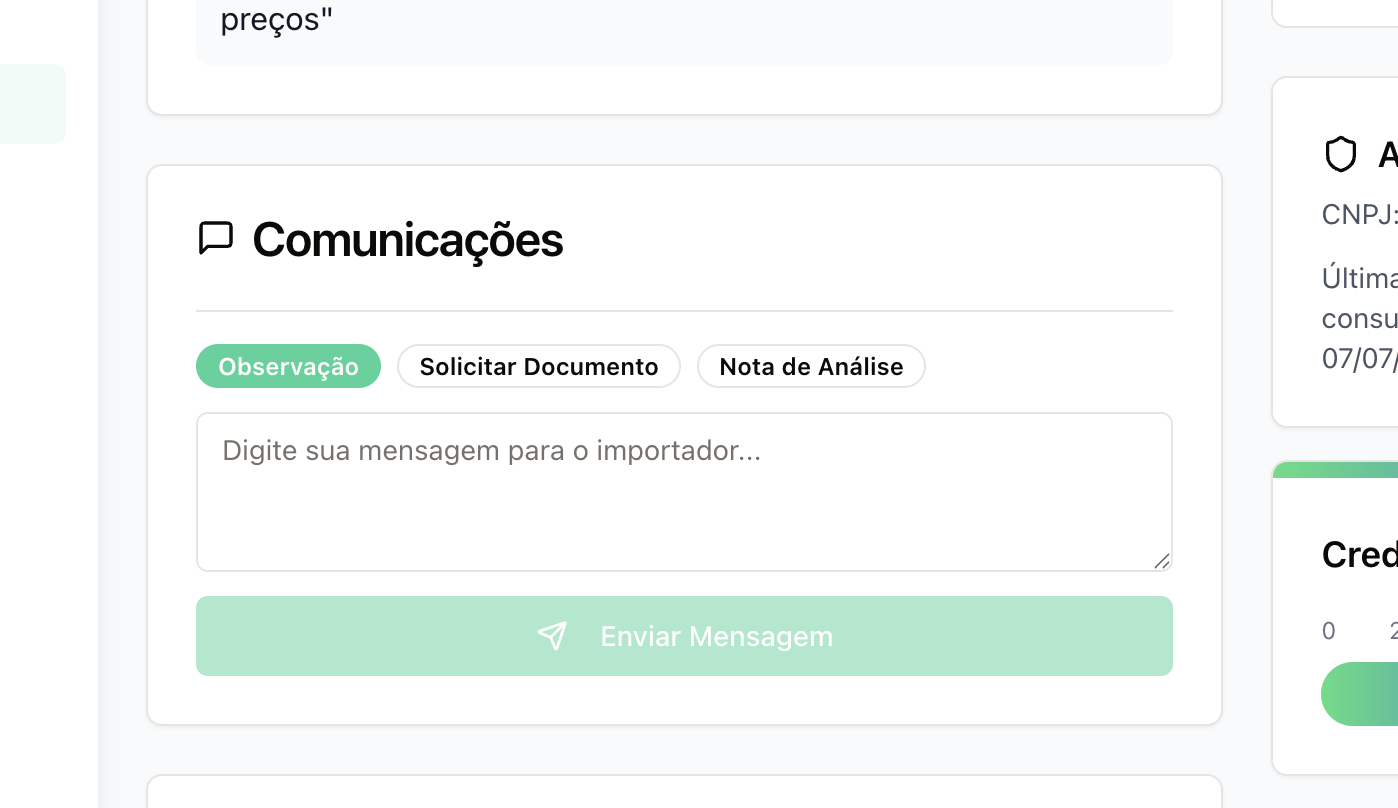 preços"
Comunicações
Observação
Solicitar Documento
Nota de Análise
Digite sua mensagem para o importador...
Enviar Mensagem
A
CNPJ:
Última
consu
07/07/
Cred
0